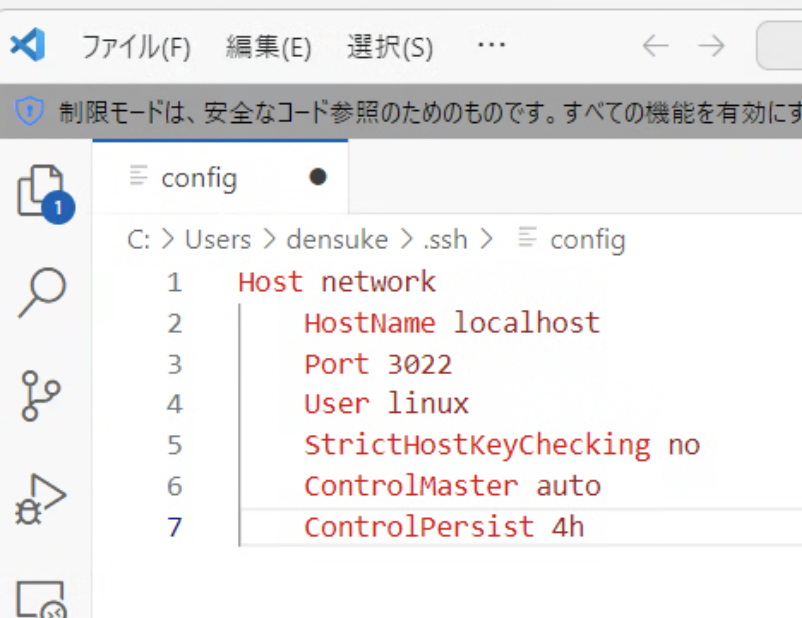 ファイル(F) 編集(E) 選択(S) ...
制限モードは、安全なコード参照のためのものです。すべての機能を有効にす
config
1
C: > Users > densuke > .ssh > config
1 Host network
2 HostName localhost
3 Port 3022
4 User linux
5 StrictHostKeyChecking no
6 ControlMaster auto
7 ControlPersist 4h